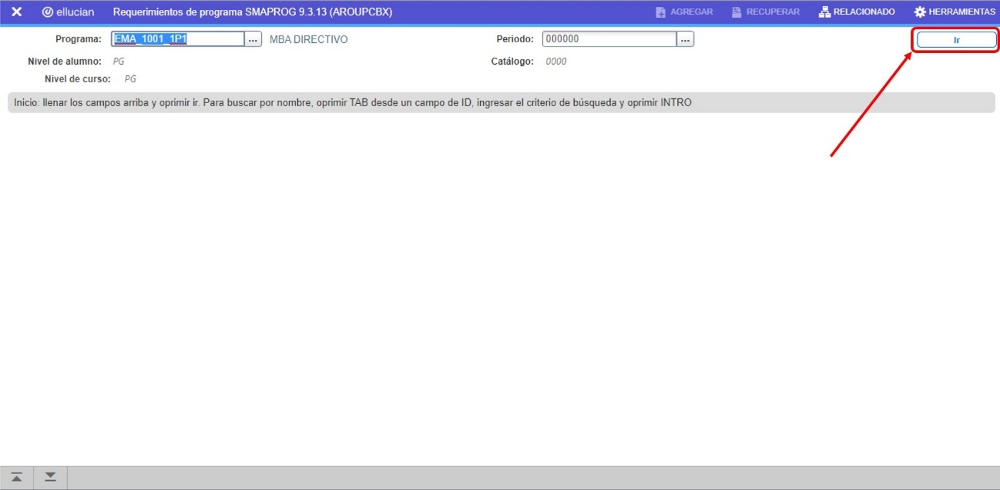 ellucian Requerimientos de programa SMAPROG 9.3.13 (AROUPCBX) AGREGAR RECUPERAR RELACIONADO HERRAMIENTAS
Programa: EMA_1001_1P1 ... MBA DIRECTIVO Periodo: 000000 ... Ir
Nivel de alumno: PG Catálogo: 0000
Nivel de curso: PG
Inicio: llenar los campos arriba y oprimir ir. Para buscar por nombre, oprimir TAB desde un campo de ID, ingresar el criterio de búsqueda y oprimir INTRO